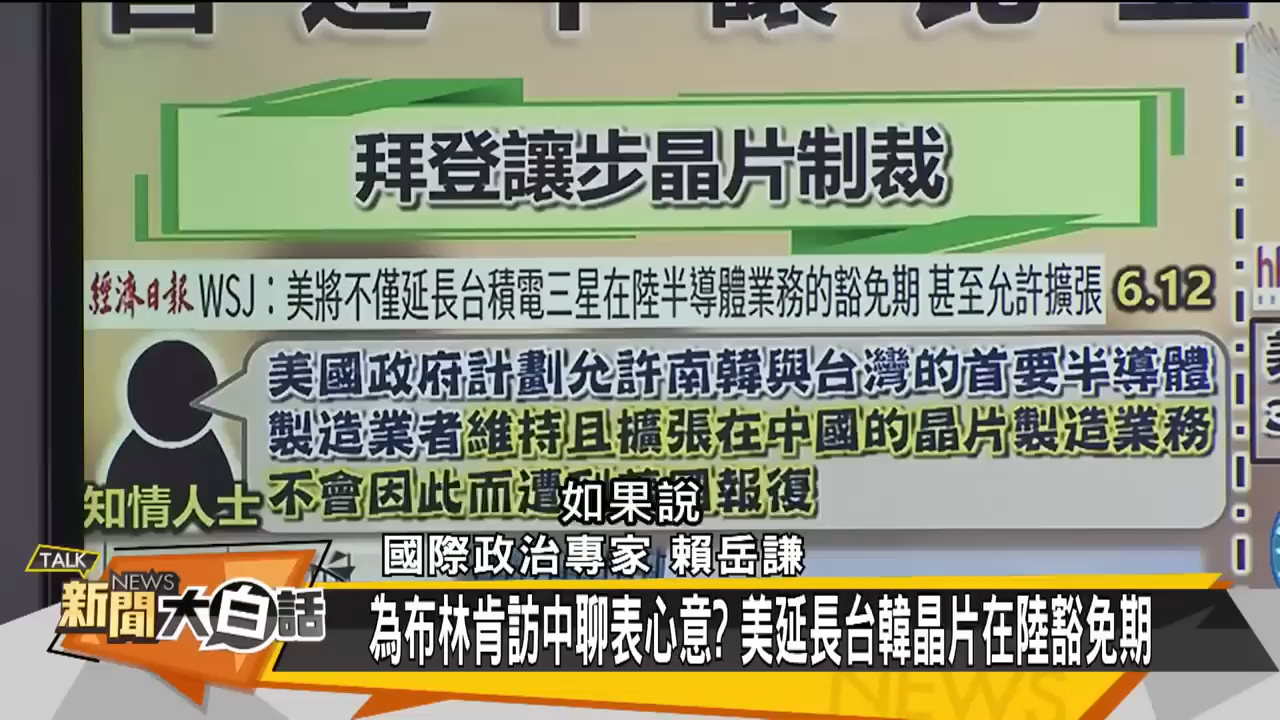 拜登讓步晶片制裁
經濟日報 WSJ：美將不僅延長台積電三星在陸半導體業務的豁免期 甚至允許擴張 6.12
美國政府計劃允許南韓與台灣的首要半導體
製造業者維持且擴張在中國的晶片製造業務
不會因此而遭到美國報復
知情人士
如果說
國際政治專家 賴岳謙
TALK
NEWS
新聞大白話
為布林肯訪中聊表心意? 美延長台韓晶片在陸豁免期
NEWS